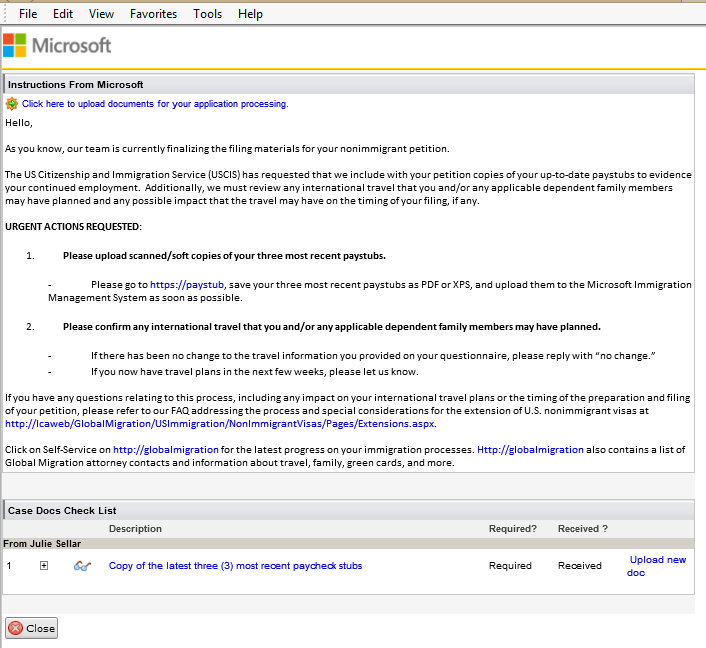 File Edit View Favorites Tools Help
Microsoft
Instructions From Microsoft
Click here to upload documents for your application processing.
Hello,
As you know, our team is currently finalizing the filing materials for your nonimmigrant petition.
The US Citizenship and Immigration Service (USCIS) has requested that we include with your petition copies of your up-to-date paystubs to evidence
your continued employment. Additionally, we must review any international travel that you and/or any applicable dependent family members
may have planned and any possible impact that the travel may have on the timing of your filing, if any.
URGENT ACTIONS REQUESTED:
1. Please upload scanned/soft copies of your three most recent paystubs.
- Please go to https://paystub, save your three most recent paystubs as PDF or XPS, and upload them to the Microsoft Immigration
Management System as soon as possible.
2. Please confirm any international travel that you and/or any applicable dependent family members may have planned.
- If there has been no change to the travel information you provided on your questionnaire, please reply with “no change.”
- If you now have travel plans in the next few weeks, please let us know.
If you have any questions relating to this process, including any impact on your international travel plans or the timing of the preparation and filing
of your petition, please refer to our FAQ addressing the process and special considerations for the extension of U.S. nonimmigrant visas at
http://lcaweb/GlobalMigration/USImmigration/NonImmigrantVisas/Pages/Extensions.aspx.
Click on Self-Service on http://globalmigration for the latest progress on your immigration processes. Http://globalmigration also contains a list of
Global Migration attorney contacts and information about travel, family, green cards, and more.
Case Docs Check List
Description Required? Received ?
From Julie Sellar
1 Copy of the latest three (3) most recent paycheck stubs Required Received Upload new
doc
Close